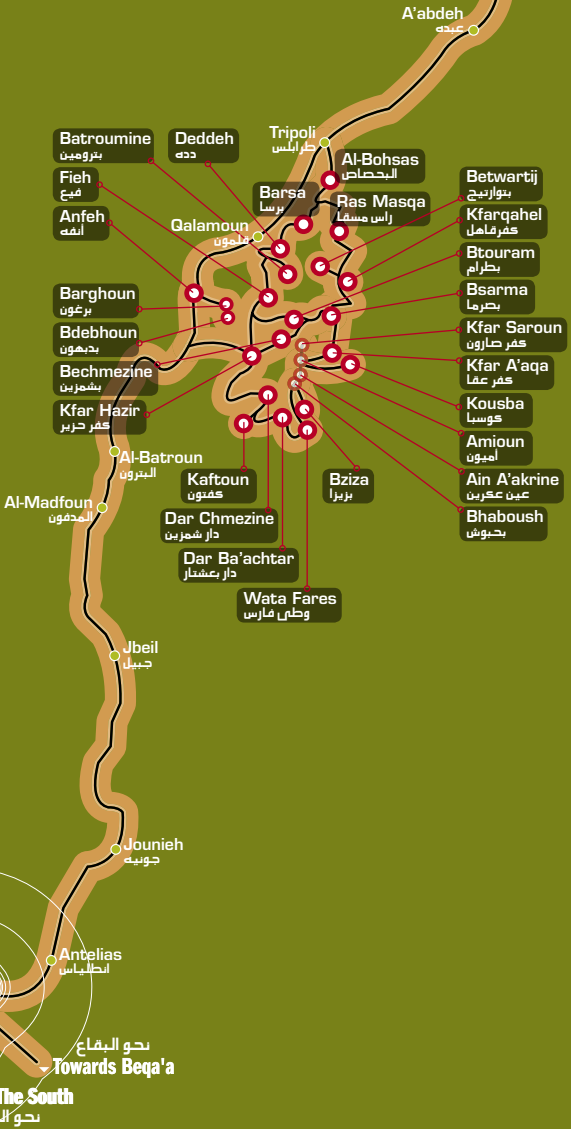 A'abdeh
عبده
Tripoli
طرابلس
Batroumine
بترومين
Deddeh
دده
Al-Bohsas
البحصاص
Fieh
فيع
Barsa
برسا
Ras Masqa
راس مسقا
Betwartij
بتوارتيج
Anfeh
أنفه
Qalamoun
قلمون
Kfarqahel
كفرقاهل
Btouram
بطرام
Barghoun
برغون
Bsarma
بصرما
Bdebhoun
بدبهون
Kfar Saroun
كفر صارون
Bechmezine
بشمزين
Kfar A'aqa
كفر عقا
Kfar Hazir
كفر حزير
Kousba
كوسبا
Amioun
أميون
Al-Batroun
البترون
Kaftoun
كفتون
Bziza
بزيزا
Ain A'akrine
عين عكرين
Al-Madfoun
المدفون
Dar Chmezine
دار شمزين
Bhaboush
بحبوش
Dar Ba'achtar
دار بعشتار
Wata Fares
وطى فارس
Jbeil
جبيل
Jounieh
جونيه
Antelias
انطلياس
نحو البقاع
Towards Beqa'a
The South
نحو الـ